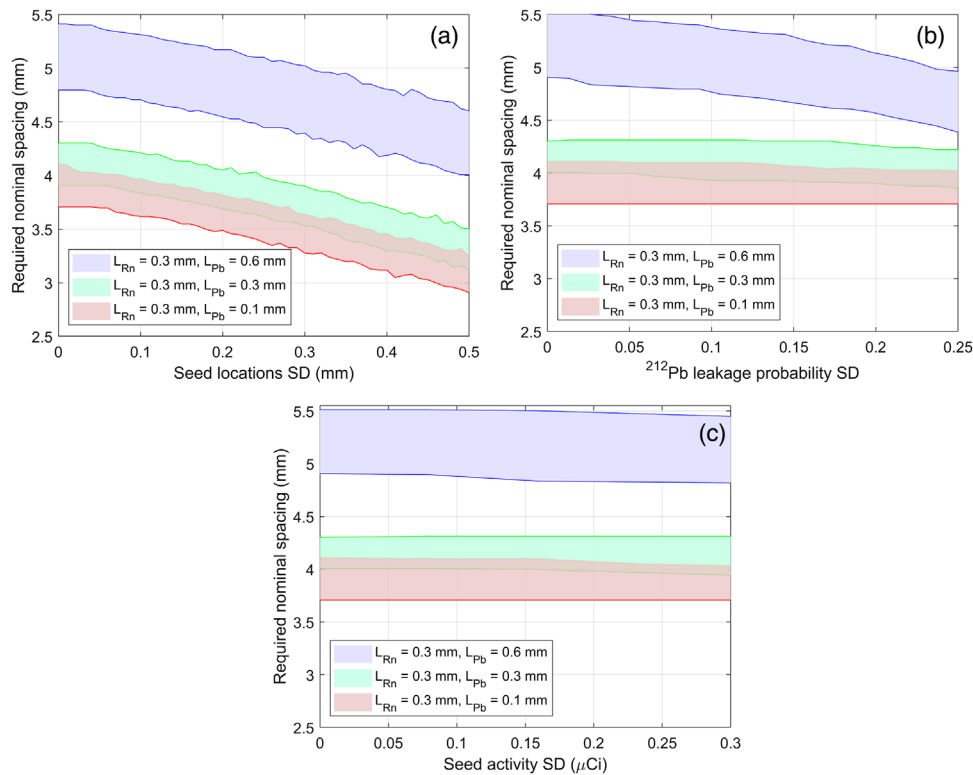 (a)
Required nominal spacing (mm)
5.5
5
4.5
4
3.5
3
2.5
L_Rn = 0.3 mm, L_Pb = 0.6 mm
L_Rn = 0.3 mm, L_Pb = 0.3 mm
L_Rn = 0.3 mm, L_Pb = 0.1 mm
0 0.1 0.2 0.3 0.4 0.5
Seed locations SD (mm)
(b)
Required nominal spacing (mm)
5.5
5
4.5
4
3.5
3
2.5
L_Rn = 0.3 mm, L_Pb = 0.6 mm
L_Rn = 0.3 mm, L_Pb = 0.3 mm
L_Rn = 0.3 mm, L_Pb = 0.1 mm
0 0.05 0.1 0.15 0.2 0.25
²¹²Pb leakage probability SD
(c)
Required nominal spacing (mm)
5.5
5
4.5
4
3.5
3
2.5
L_Rn = 0.3 mm, L_Pb = 0.6 mm
L_Rn = 0.3 mm, L_Pb = 0.3 mm
L_Rn = 0.3 mm, L_Pb = 0.1 mm
0 0.05 0.1 0.15 0.2 0.25 0.3
Seed activity SD (μCi)